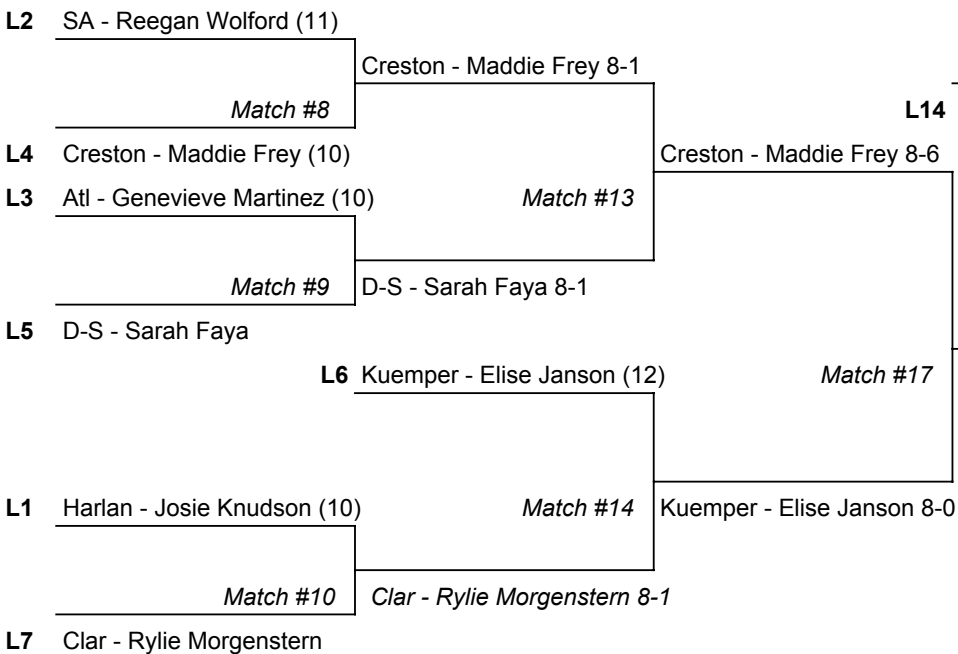 L2 SA - Reegan Wolford (11)
Creston - Maddie Frey 8-1
Match #8
L14
L4 Creston - Maddie Frey (10)
Creston - Maddie Frey 8-6
L3 Atl - Genevieve Martinez (10)
Match #13
Match #9
D-S - Sarah Faya 8-1
L5 D-S - Sarah Faya
L6 Kuemper - Elise Janson (12)
Match #17
L1 Harlan - Josie Knudson (10)
Match #14
Kuemper - Elise Janson 8-0
Match #10
Clar - Rylie Morgenstern 8-1
L7 Clar - Rylie Morgenstern